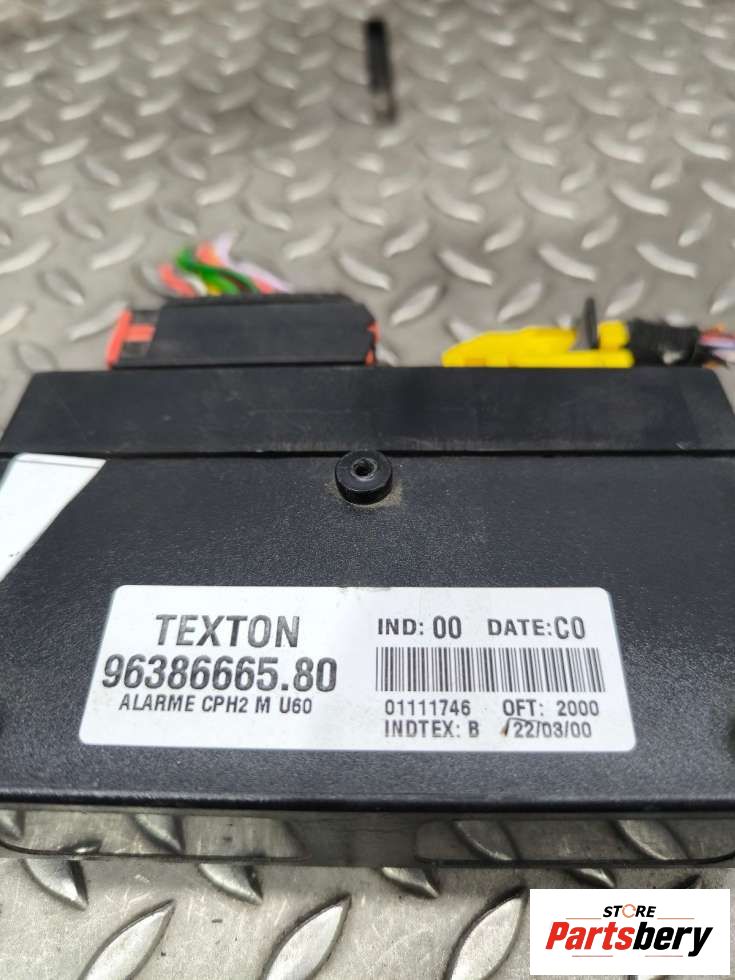 TEXTON
96386665.80
ALARME CPH2 M U60
IND: 00 DATE:C0
01111746 OFT: 2000
INDTEX: B 22/03/00
STORE
Partsbery